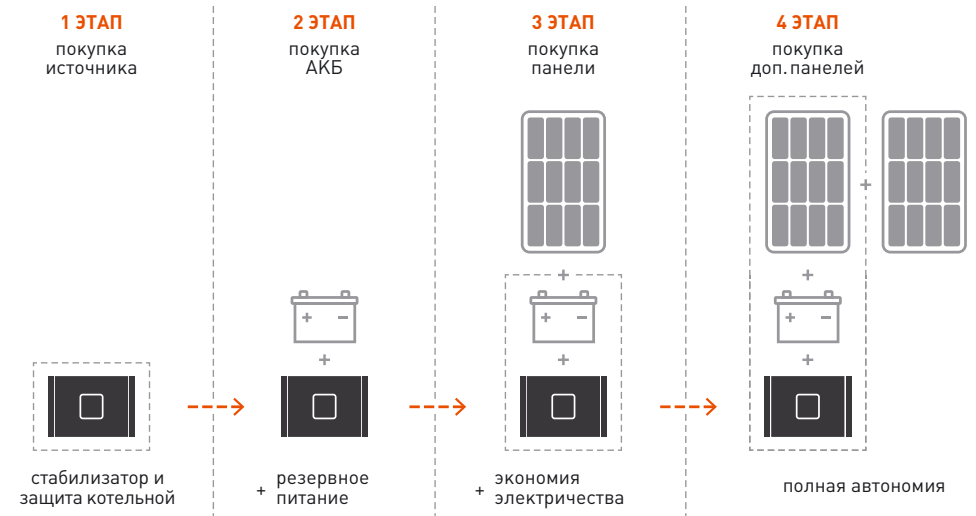 1 ЭТАП
покупка
источника
стабилизатор и
защита котельной
2 ЭТАП
покупка
АКБ
+ −
+
+ резервное
питание
3 ЭТАП
покупка
панели
+
+ −
+
+ экономия
электричества
4 ЭТАП
покупка
доп. панелей
+
+
+ −
+
полная автономия